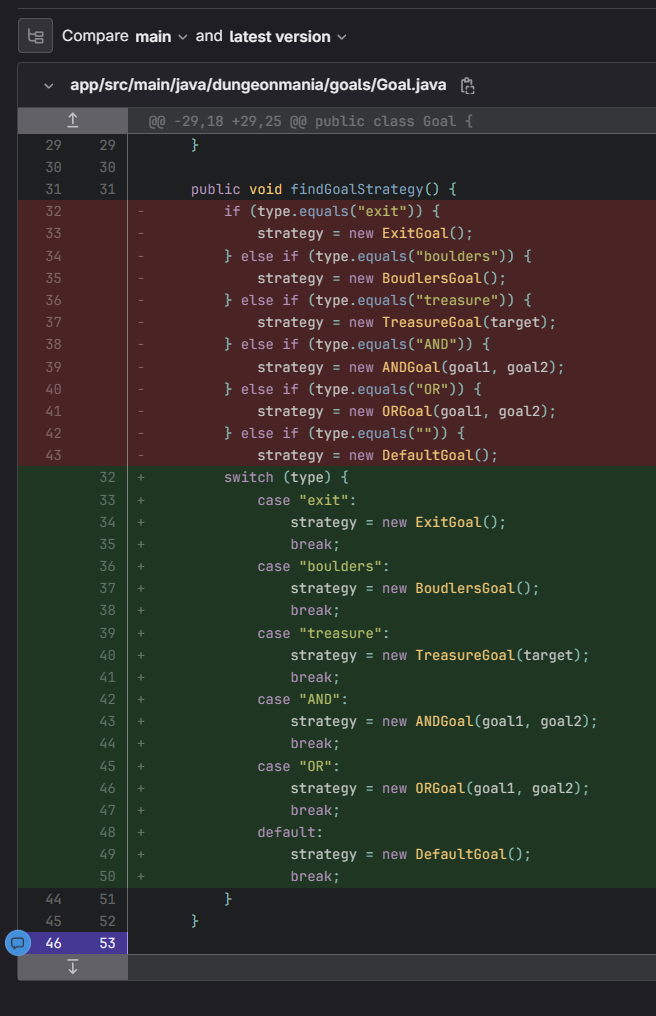 Compare main and latest version
app/src/main/java/dungeonmania/goals/Goal.java
@@ -29,18 +29,25 @@ public class Goal {
29 29 }
30 30
31 31 public void findGoalStrategy() {
32 - if (type.equals("exit")) {
33 - strategy = new ExitGoal();
34 - } else if (type.equals("boulders")) {
35 - strategy = new BoudlersGoal();
36 - } else if (type.equals("treasure")) {
37 - strategy = new TreasureGoal(target);
38 - } else if (type.equals("AND")) {
39 - strategy = new ANDGoal(goal1, goal2);
40 - } else if (type.equals("OR")) {
41 - strategy = new ORGoal(goal1, goal2);
42 - } else if (type.equals("")) {
43 - strategy = new DefaultGoal();
32 + switch (type) {
33 + case "exit":
34 + strategy = new ExitGoal();
35 + break;
36 + case "boulders":
37 + strategy = new BoudlersGoal();
38 + break;
39 + case "treasure":
40 + strategy = new TreasureGoal(target);
41 + break;
42 + case "AND":
43 + strategy = new ANDGoal(goal1, goal2);
44 + break;
45 + case "OR":
46 + strategy = new ORGoal(goal1, goal2);
47 + break;
48 + default:
49 + strategy = new DefaultGoal();
50 + break;
44 51 }
45 52 }
46 53